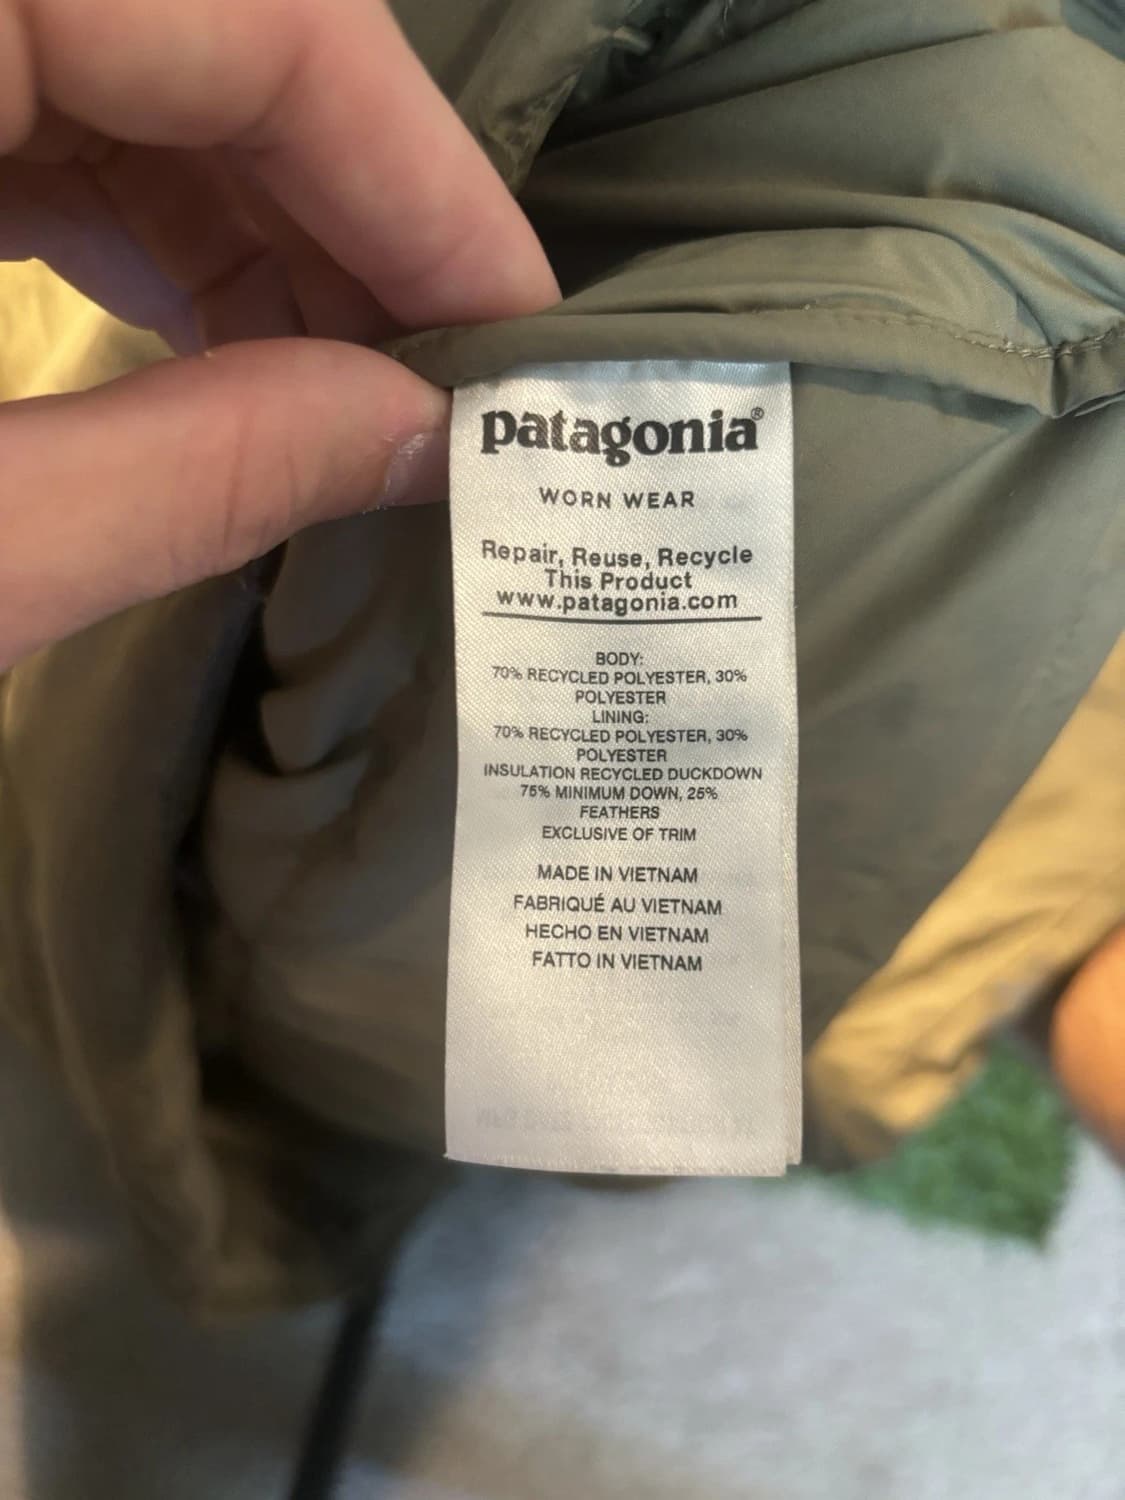 patagonia®
WORN WEAR
Repair, Reuse, Recycle
This Product
www.patagonia.com
BODY:
70% RECYCLED POLYESTER, 30%
POLYESTER
LINING:
70% RECYCLED POLYESTER, 30%
POLYESTER
INSULATION RECYCLED DUCKDOWN
75% MINIMUM DOWN, 25%
FEATHERS
EXCLUSIVE OF TRIM
MADE IN VIETNAM
FABRIQUÉ AU VIETNAM
HECHO EN VIETNAM
FATTO IN VIETNAM